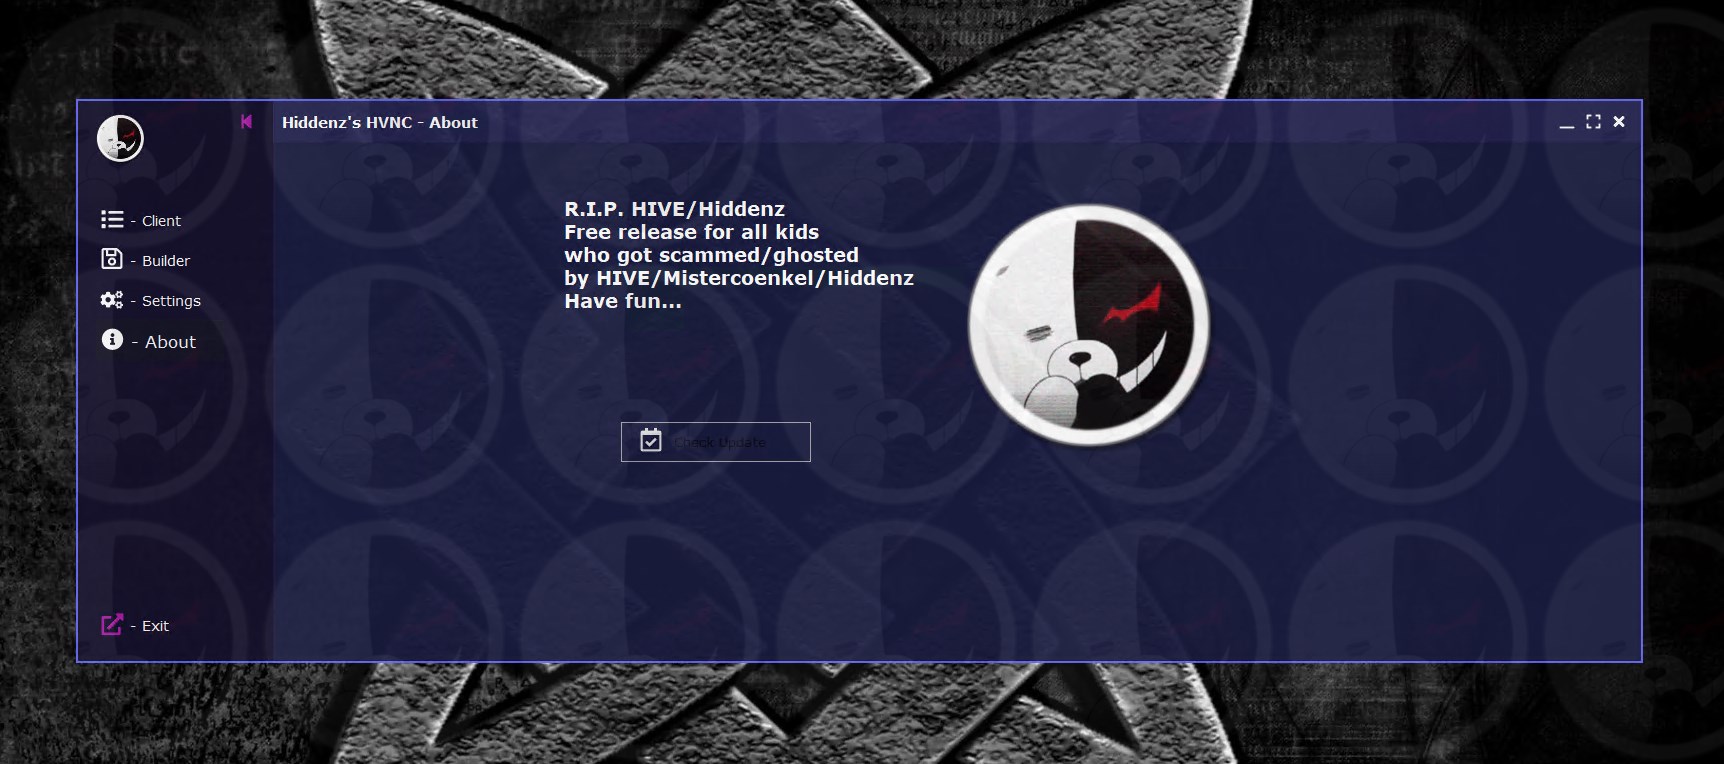 Hiddenz's HVNC - About
- Client
- Builder
- Settings
- About
R.I.P. HIVE/Hiddenz
Free release for all kids
who got scammed/ghosted
by HIVE/Mistercoenkel/Hiddenz
Have fun...
Check Update
- Exit